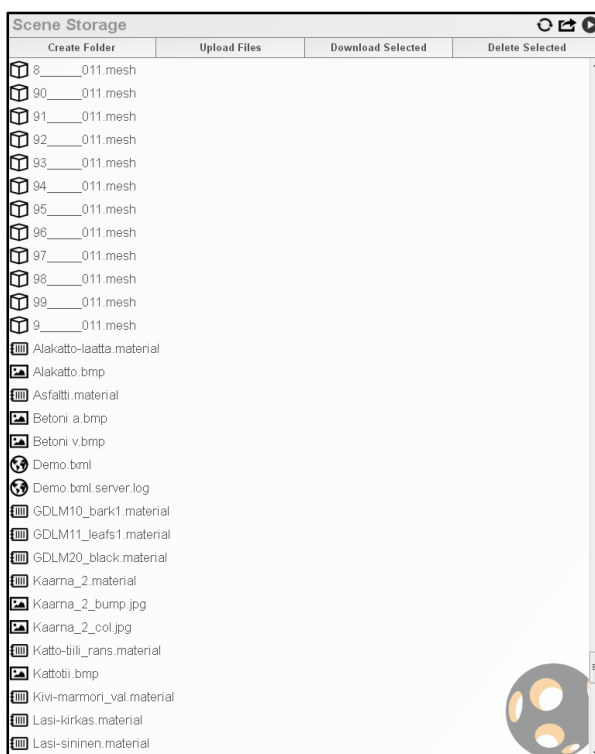 Scene Storage
Create Folder Upload Files Download Selected Delete Selected
8______011.mesh
90_____011.mesh
91_____011.mesh
92_____011.mesh
93_____011.mesh
94_____011.mesh
95_____011.mesh
96_____011.mesh
97_____011.mesh
98_____011.mesh
99_____011.mesh
9______011.mesh
Alakatto-laatta.material
Alakatto.bmp
Asfaltti.material
Betoni a.bmp
Betoni v.bmp
Demo.txml
Demo.txml.server.log
GDLM10_bark1.material
GDLM11_leafs1.material
GDLM20_black.material
Kaarna_2.material
Kaarna_2_bump.jpg
Kaarna_2_col.jpg
Katto-tiili_rans.material
Kattotii.bmp
Kivi-marmori_val.material
Lasi-kirkas.material
Lasi-sininen.material